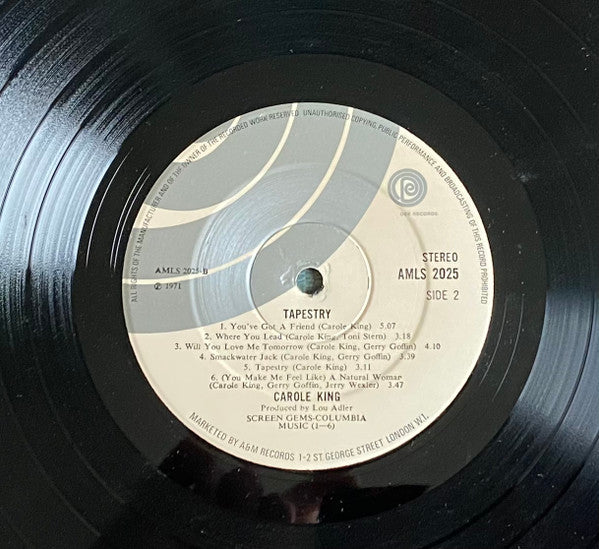 ALL RIGHTS OF THE MANUFACTURER AND OF THE OWNER OF THE RECORDED WORK RESERVED UNAUTHORISED COPYING, PUBLIC PERFORMANCE AND BROADCASTING OF THIS RECORD PROHIBITED
ODE RECORDS
STEREO
AMLS 2025
AMLS 2025-B
SIDE 2
℗ 1971
TAPESTRY
1. You've Got A Friend (Carole King) 5.07
2. Where You Lead (Carole King, Toni Stern) 3.18
3. Will You Love Me Tomorrow (Carole King, Gerry Goffin) 4.10
4. Smackwater Jack (Carole King, Gerry Goffin) 3.39
5. Tapestry (Carole King) 3.11
6. (You Make Me Feel Like) A Natural Woman
(Carole King, Gerry Goffin, Jerry Wexler) 3.47
CAROLE KING
Produced by Lou Adler
SCREEN GEMS-COLUMBIA
MUSIC (1—6)
MARKETED BY A&M RECORDS 1-2 ST. GEORGE STREET LONDON W.1.